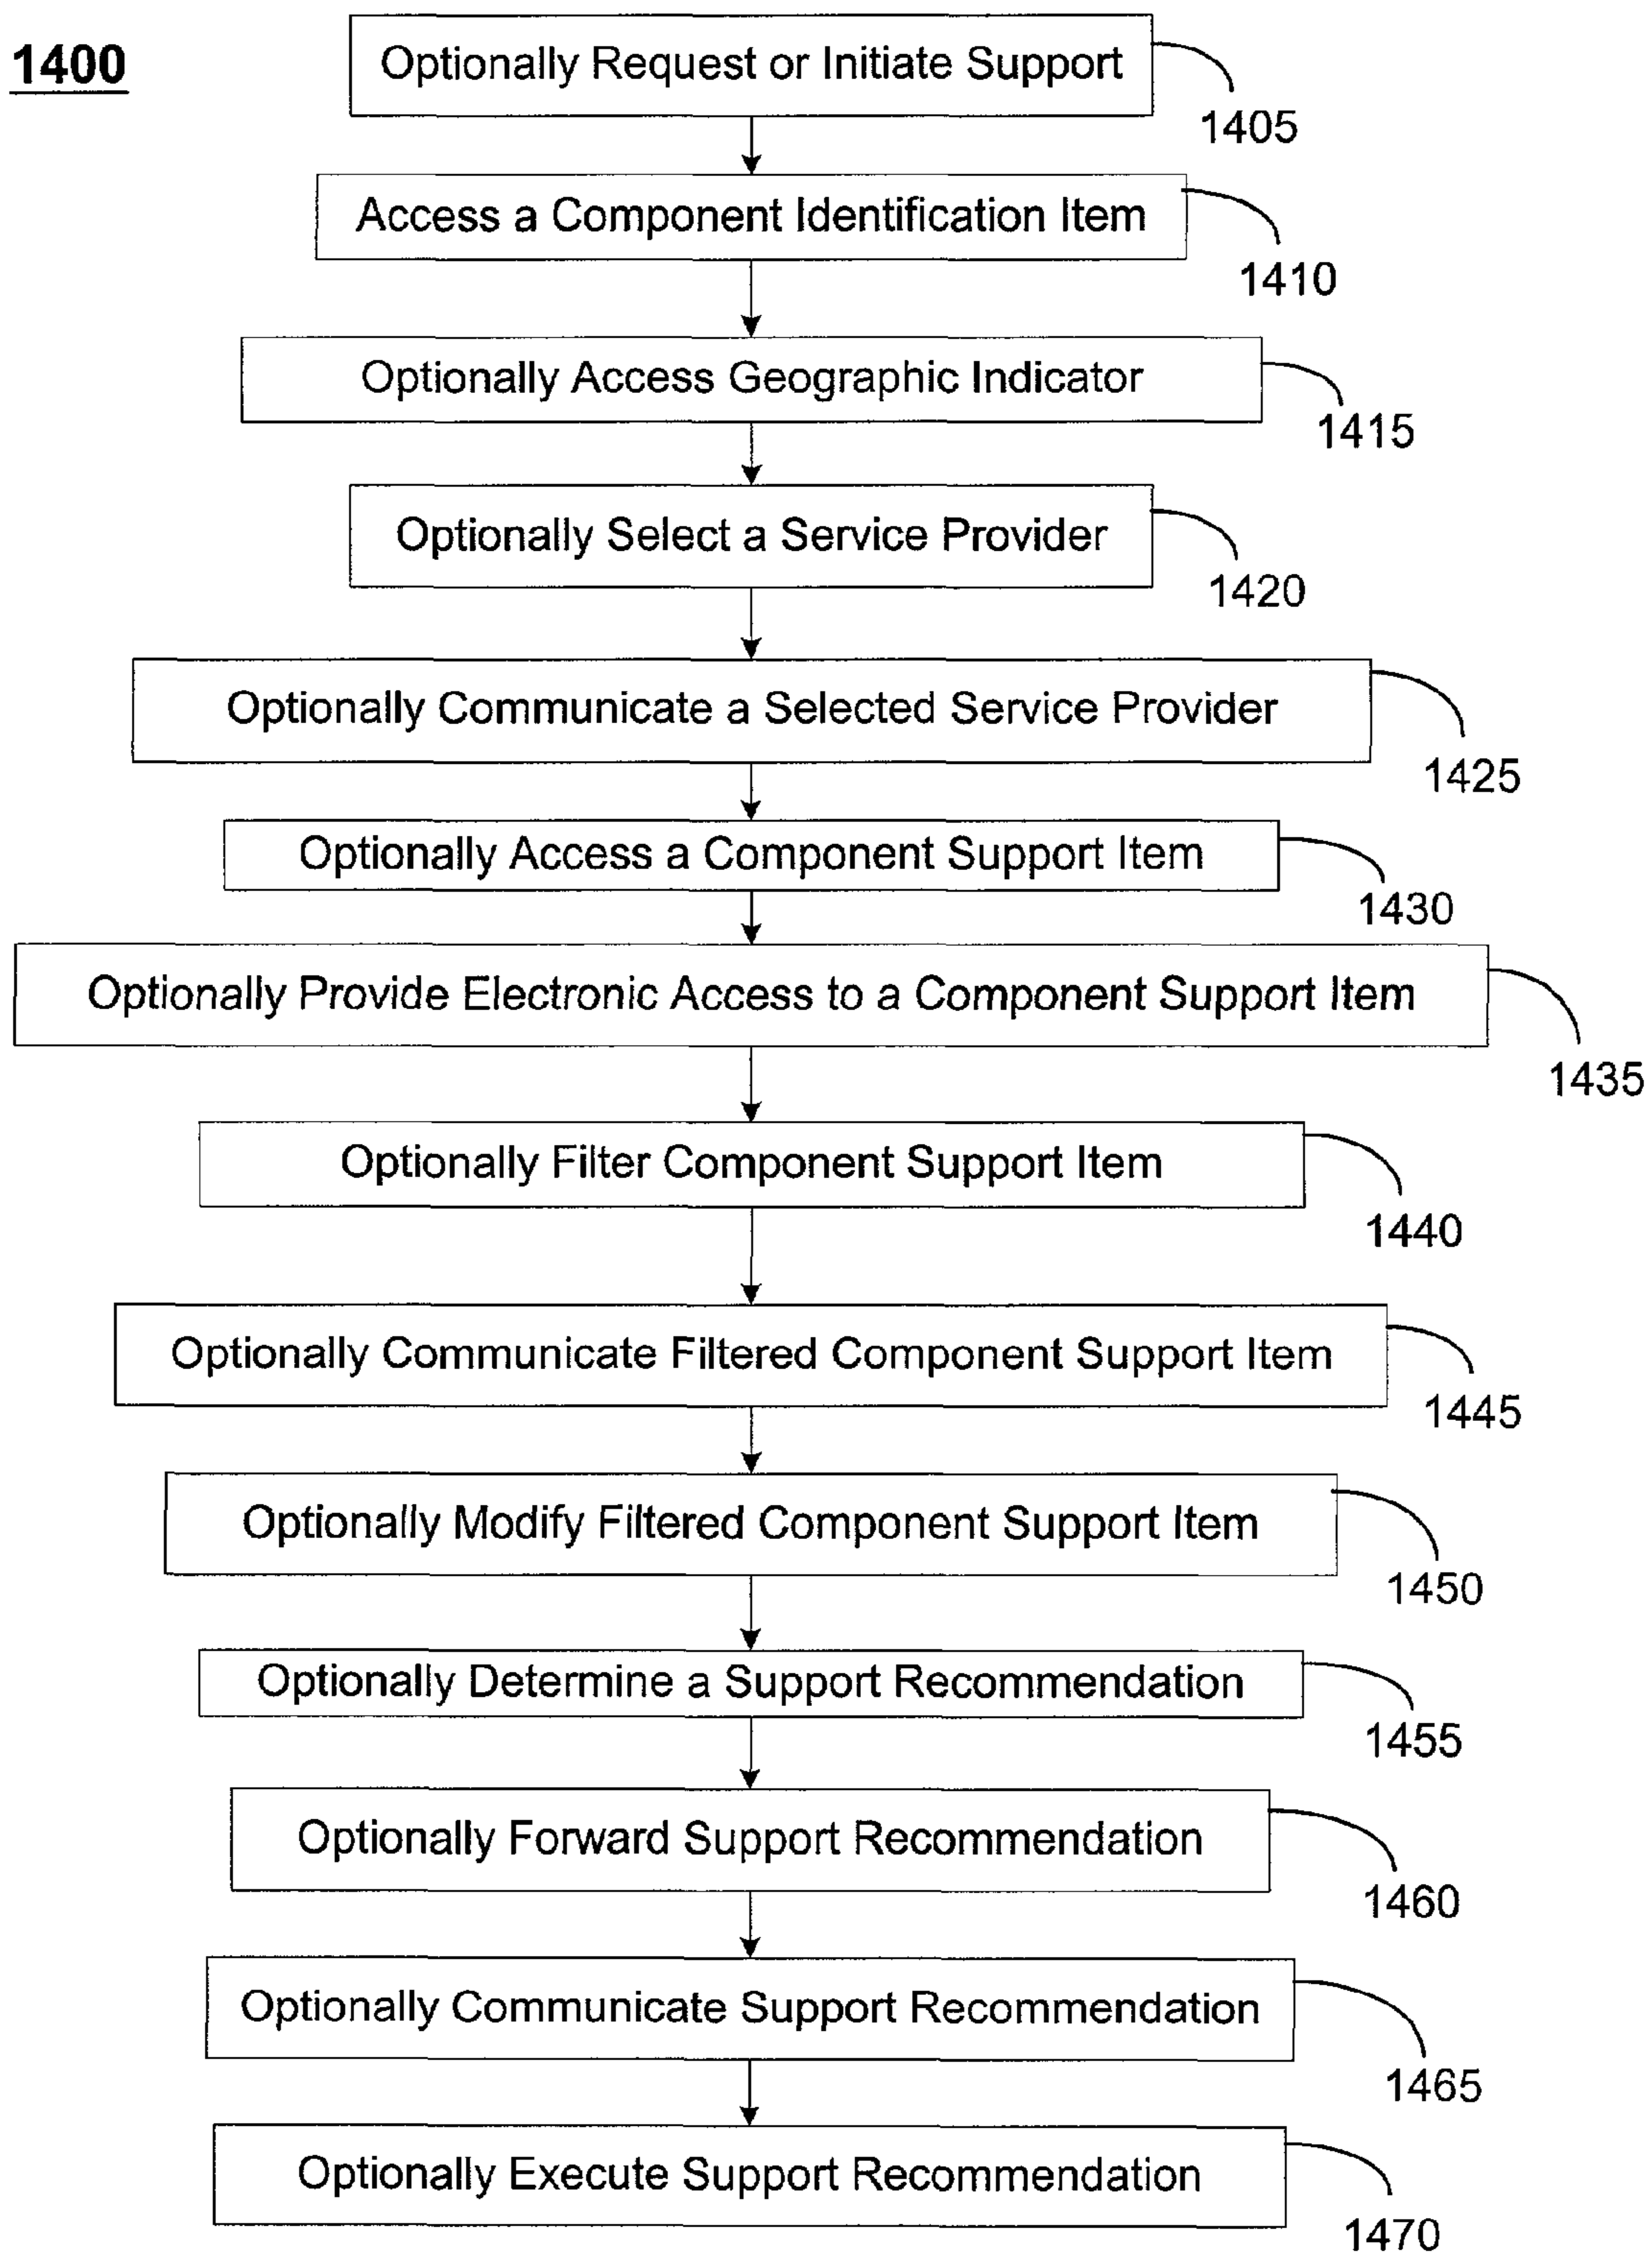 1400
Optionally Request or Initiate Support
1405
Access a Component Identification Item
1410
Optionally Access Geographic Indicator
1415
Optionally Select a Service Provider
1420
Optionally Communicate a Selected Service Provider
1425
Optionally Access a Component Support Item
1430
Optionally Provide Electronic Access to a Component Support Item
1435
Optionally Filter Component Support Item
1440
Optionally Communicate Filtered Component Support Item
1445
Optionally Modify Filtered Component Support Item
1450
Optionally Determine a Support Recommendation
1455
Optionally Forward Support Recommendation
1460
Optionally Communicate Support Recommendation
1465
Optionally Execute Support Recommendation
1470